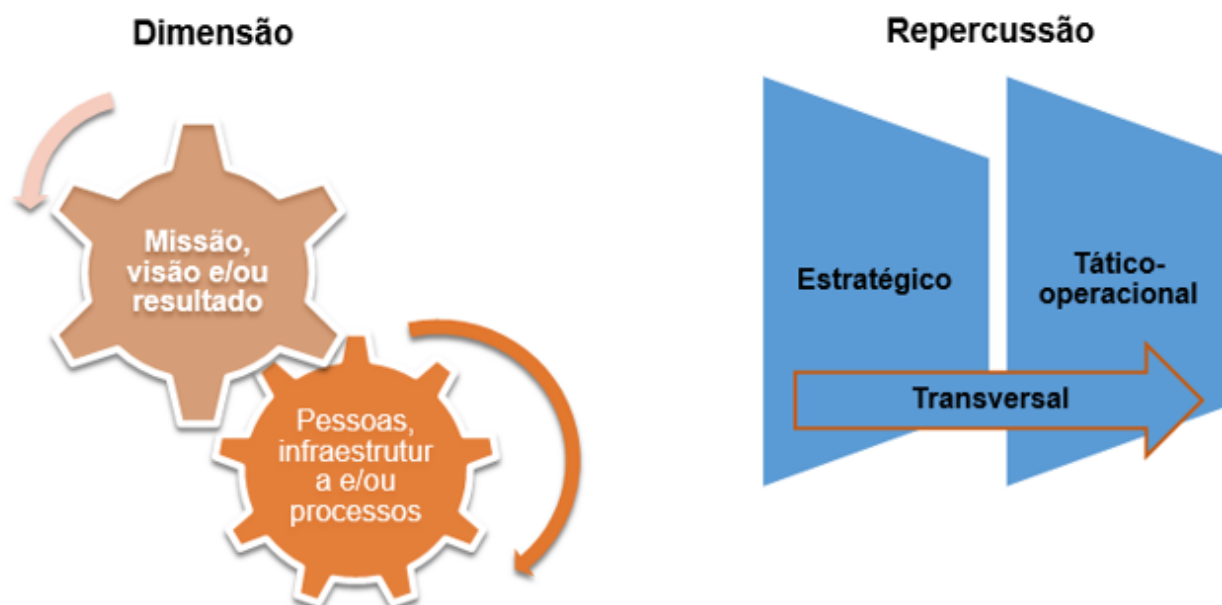 Dimensão
Missão,
visão e/ou
resultado
Pessoas,
infraestrutur
a e/ou
processos
Repercussão
Estratégico
Tático-
operacional
Transversal